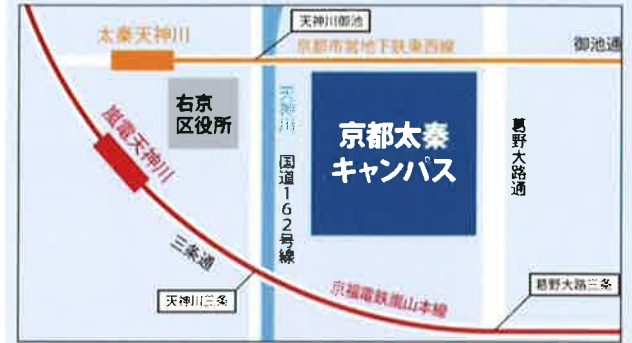 天神川御池
太秦天神川
京都市営地下鉄東西線
御池通
右京
区役所
嵐電天神川
天神川
国道162号線
京都太秦
キャンパス
葛野大路通
三条通
天神川三条
京福電鉄嵐山本線
葛野大路三条